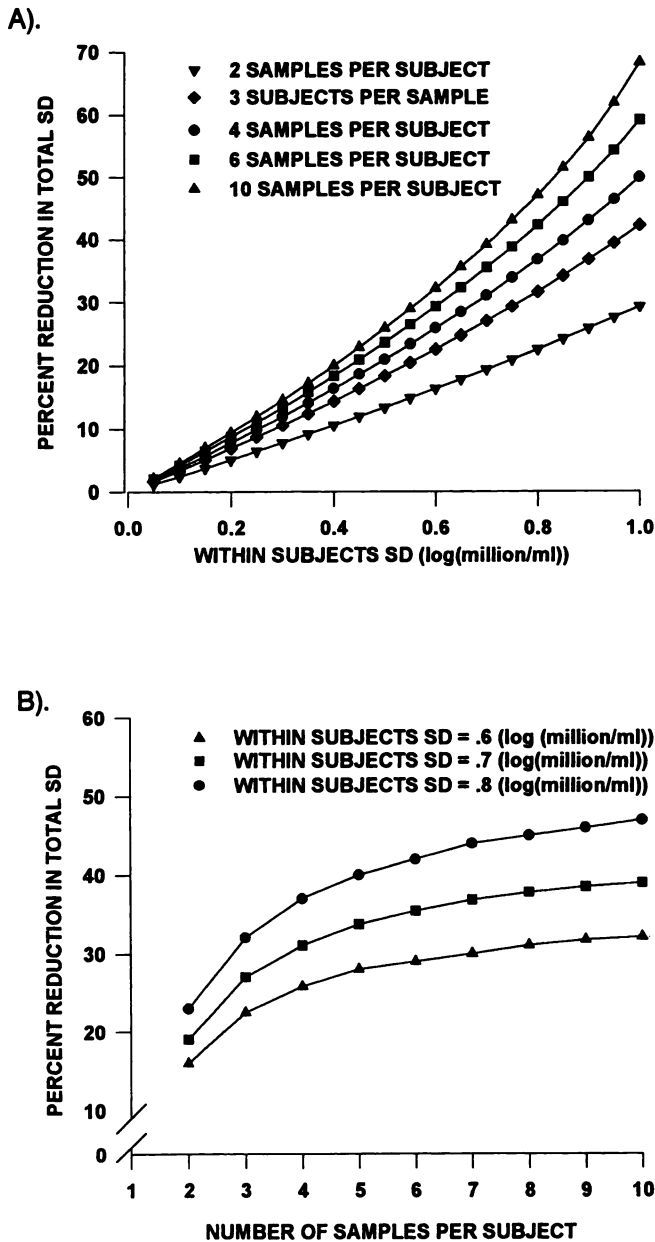 A).
70
60
50
40
30
20
10
0
PERCENT REDUCTION IN TOTAL SD
2 SAMPLES PER SUBJECT
3 SUBJECTS PER SAMPLE
4 SAMPLES PER SUBJECT
6 SAMPLES PER SUBJECT
10 SAMPLES PER SUBJECT
0.0 0.2 0.4 0.6 0.8 1.0
WITHIN SUBJECTS SD (log(million/ml))
B).
60
50
40
30
20
10
0
PERCENT REDUCTION IN TOTAL SD
WITHIN SUBJECTS SD = .6 (log (million/ml))
WITHIN SUBJECTS SD = .7 (log(million/ml))
WITHIN SUBJECTS SD = .8 (log(million/ml))
1 2 3 4 5 6 7 8 9 10
NUMBER OF SAMPLES PER SUBJECT